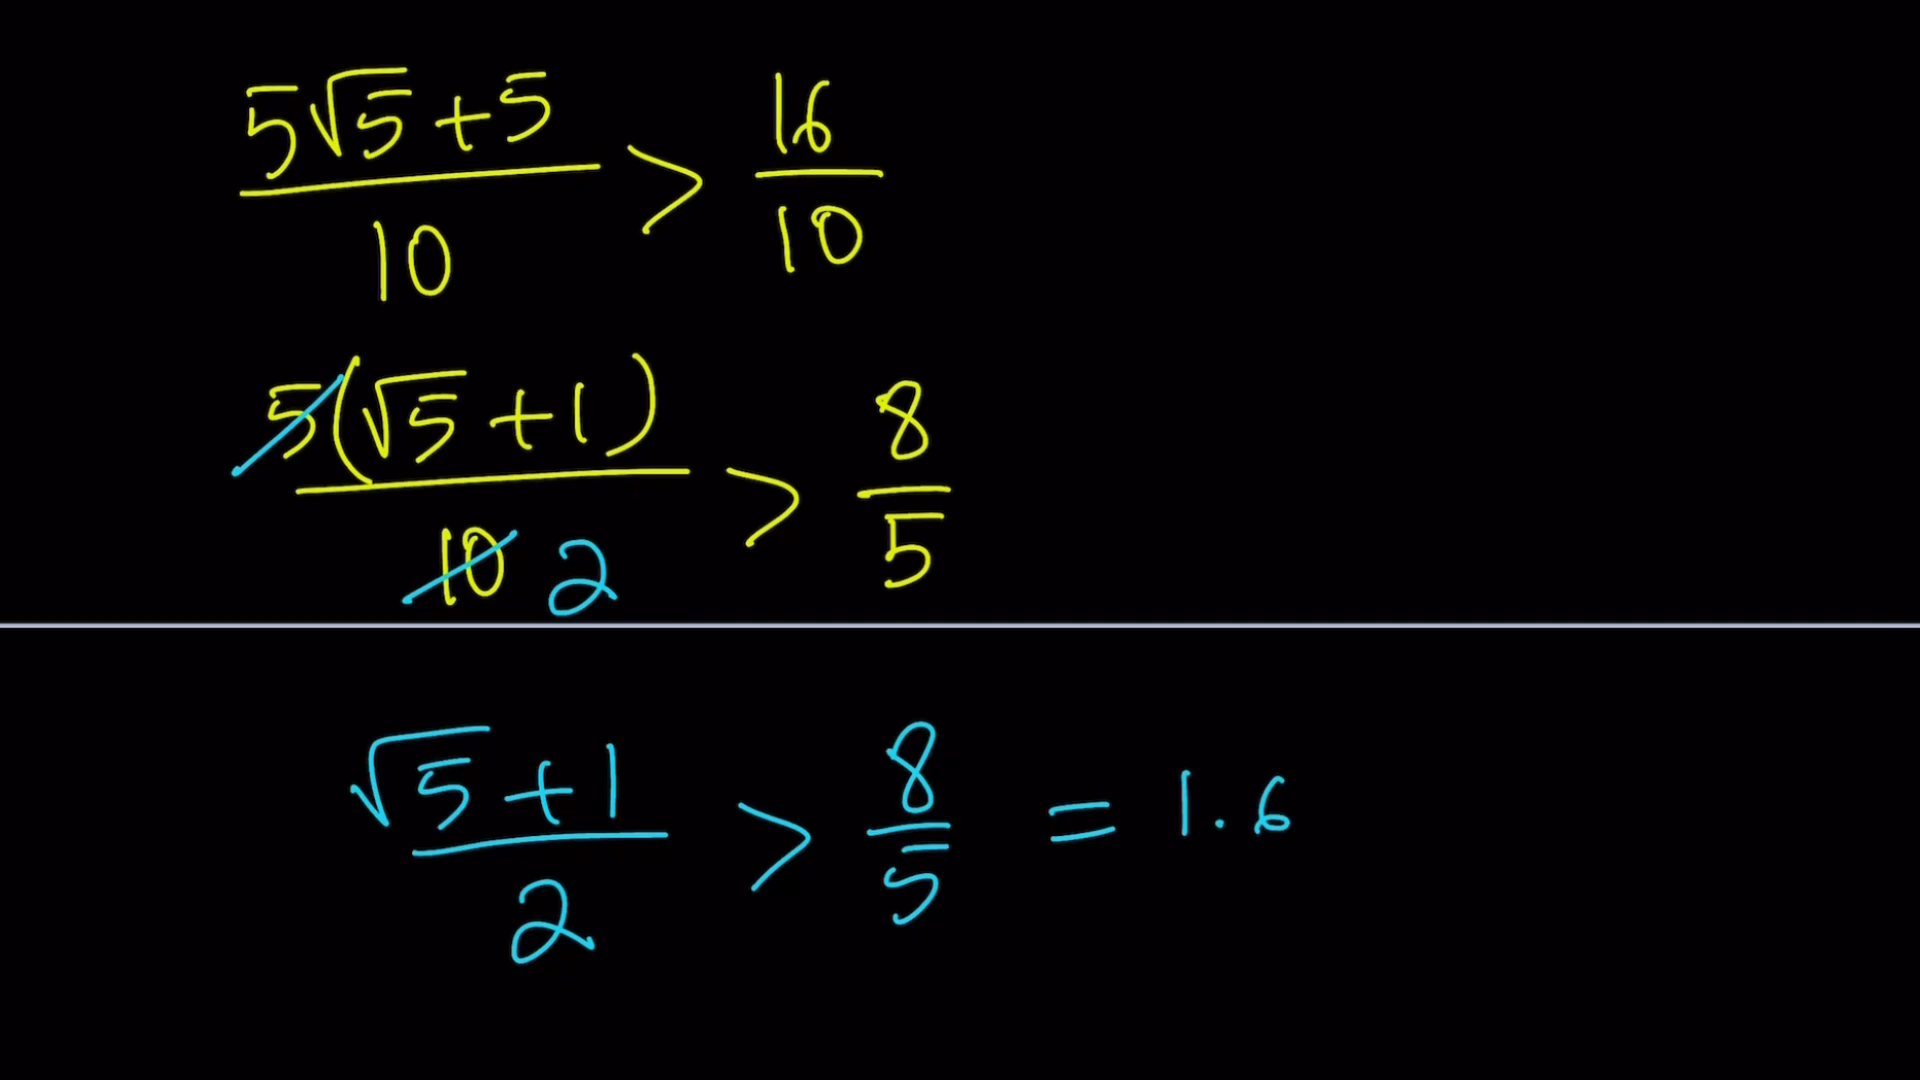 5√5 + 5 > 16
10 10
5(√5 + 1) > 8
10 2 5
√5 + 1 > 8 = 1.6
2 5